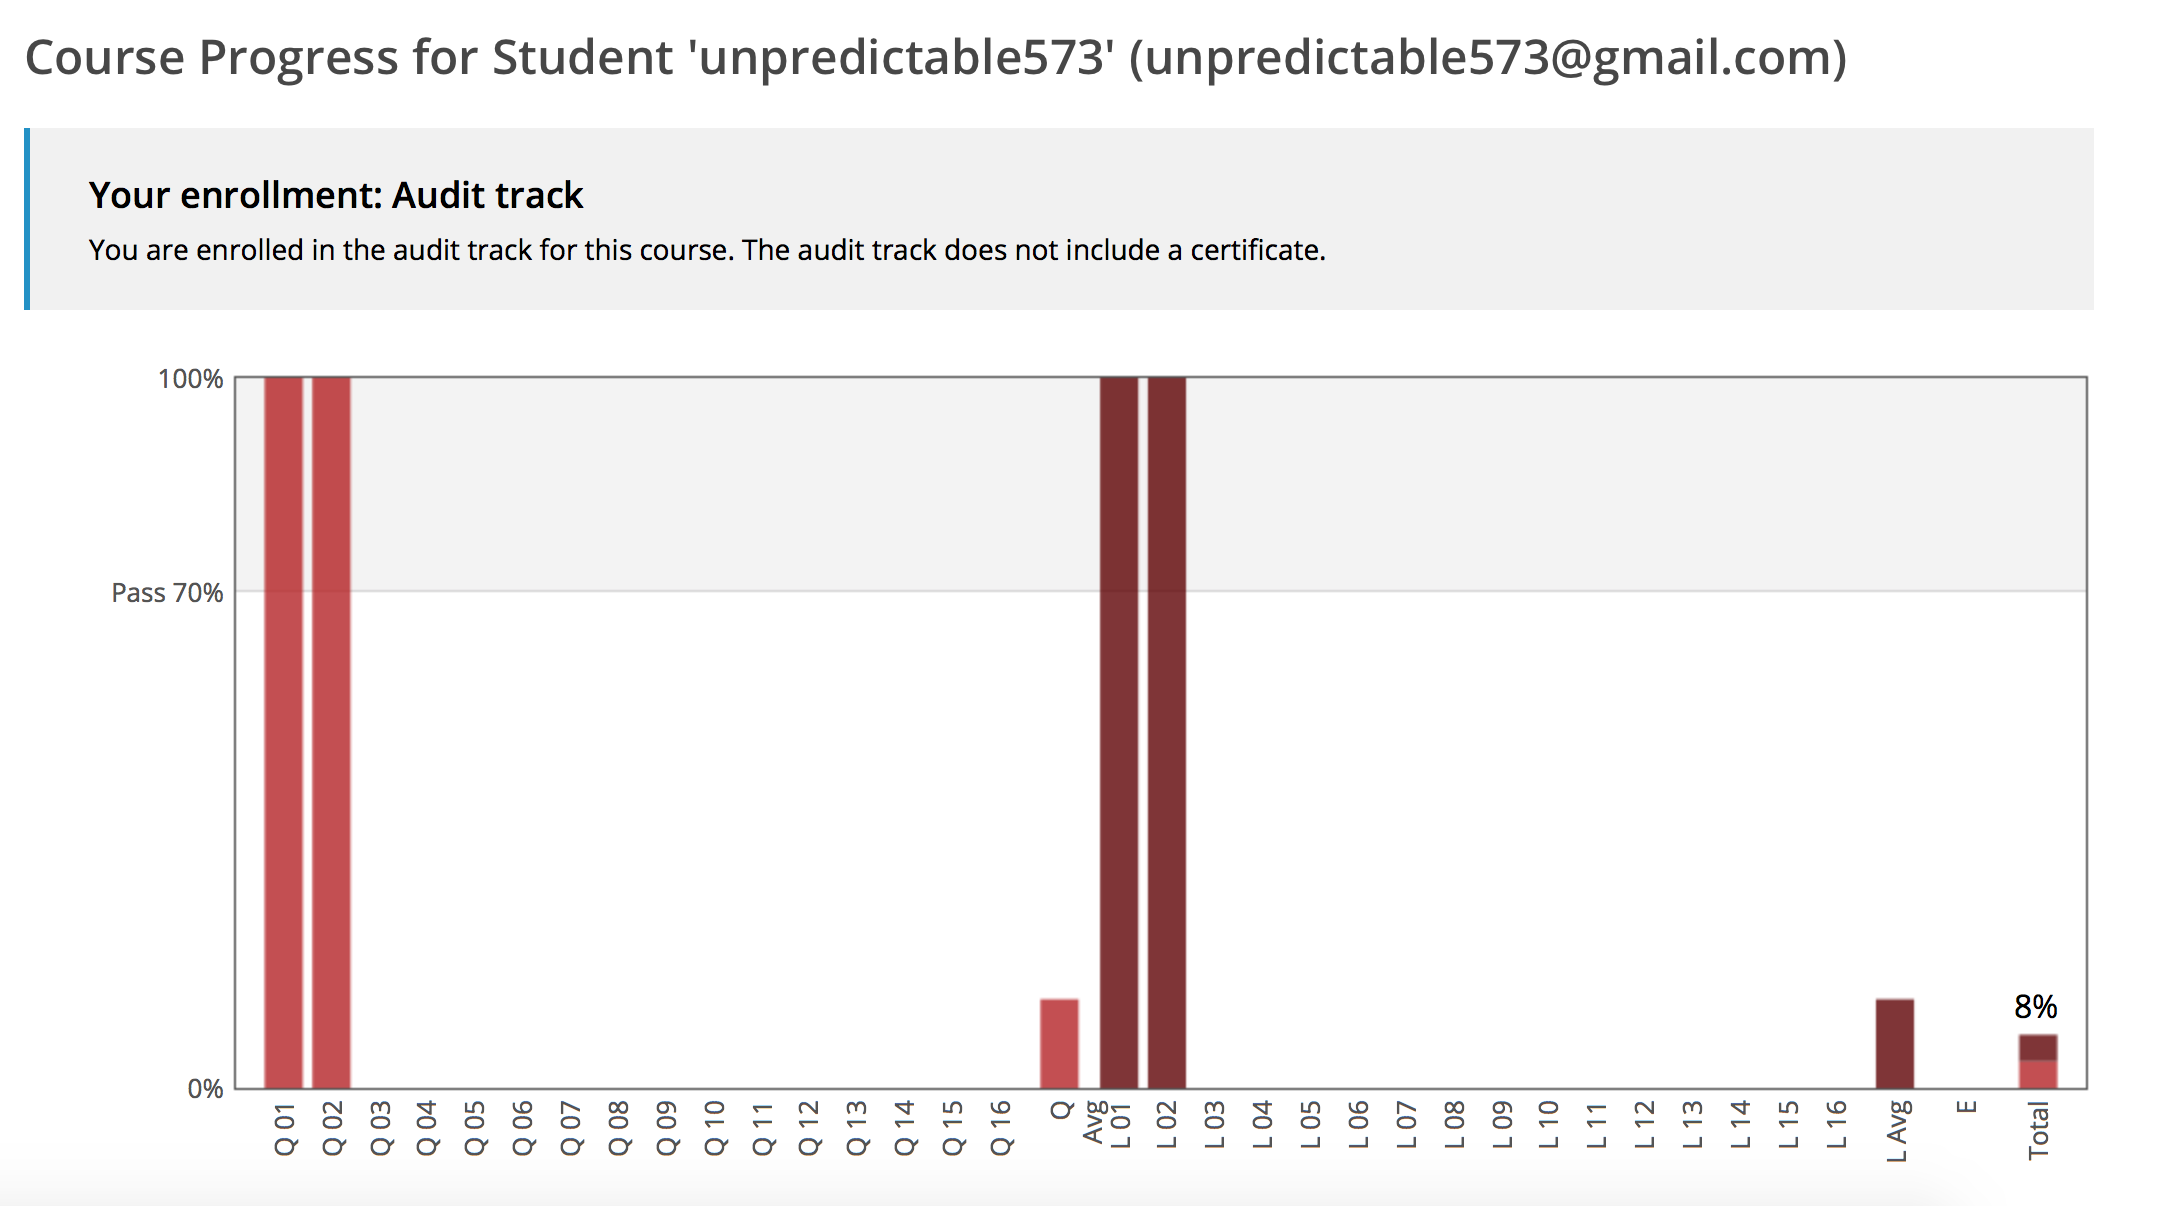 Course Progress for Student 'unpredictable573' (unpredictable573@gmail.com)
Your enrollment: Audit track
You are enrolled in the audit track for this course. The audit track does not include a certificate.
100%
Pass 70%
0%
8%
Q 01
Q 02
Q 03
Q 04
Q 05
Q 06
Q 07
Q 08
Q 09
Q 10
Q 11
Q 12
Q 13
Q 14
Q 15
Q 16
Q
Avg
L 01
L 02
L 03
L 04
L 05
L 06
L 07
L 08
L 09
L 10
L 11
L 12
L 13
L 14
L 15
L 16
L Avg
E
Total